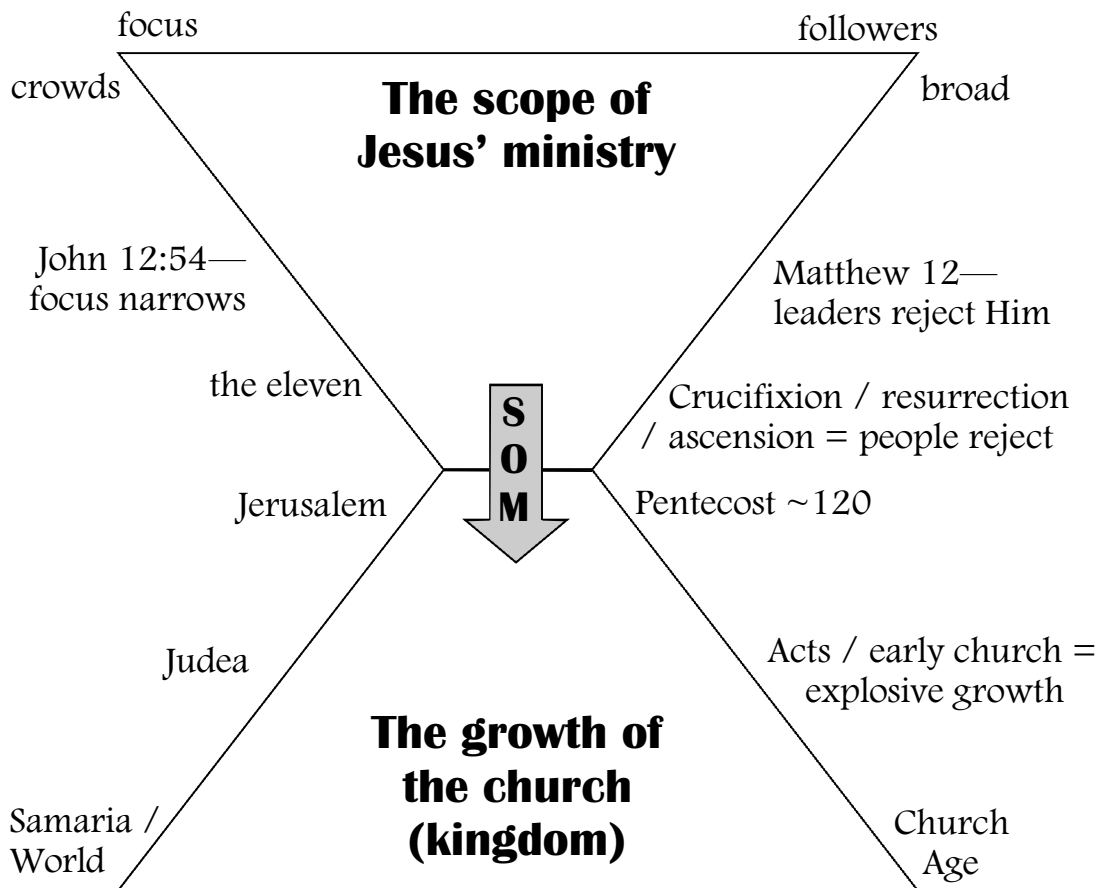 focus
followers
crowds
broad
The scope of
Jesus’ ministry
John 12:54—
focus narrows
Matthew 12—
leaders reject Him
the eleven
Crucifixion / resurrection
/ ascension = people reject
S
O
M
Jerusalem
Pentecost ~120
Judea
Acts / early church =
explosive growth
The growth of
the church
(kingdom)
Samaria /
World
Church
Age